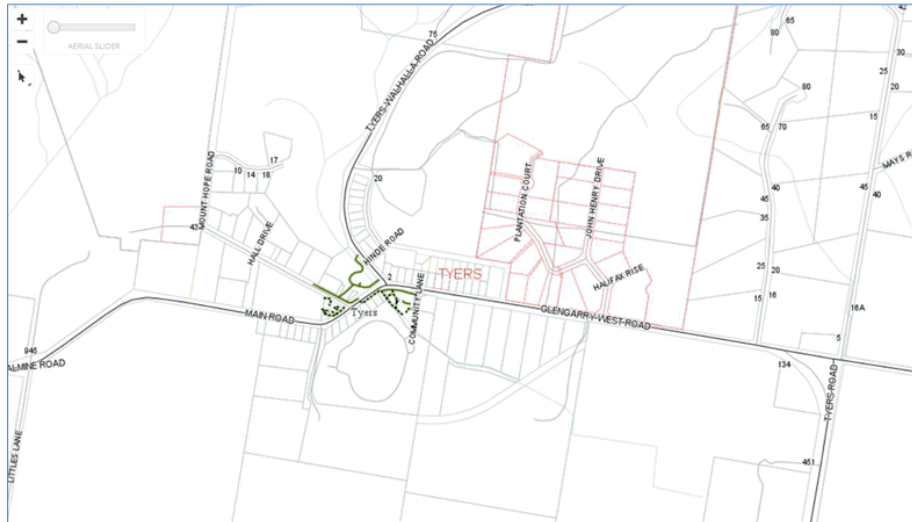 AERIAL SLIDER
75
TYERS-WALHALLA-ROAD
65
80
42
30
25
20
80
15
65
70
MAYS R
17
10
14
18
20
MOUNT HOPE ROAD
43
HALL DRIVE
HINDE ROAD
PLANTATION COURT
JOHN HENRY DRIVE
40
45
35
45
40
2
TYERS
HALIFAX RISE
25
20
15
16
16A
MAIN ROAD
Tyers
COMMUNITY LANE
GLENGARRY-WEST-ROAD
5
945
ALMINE ROAD
134
TYERS-ROAD
LITTLES LANE
451